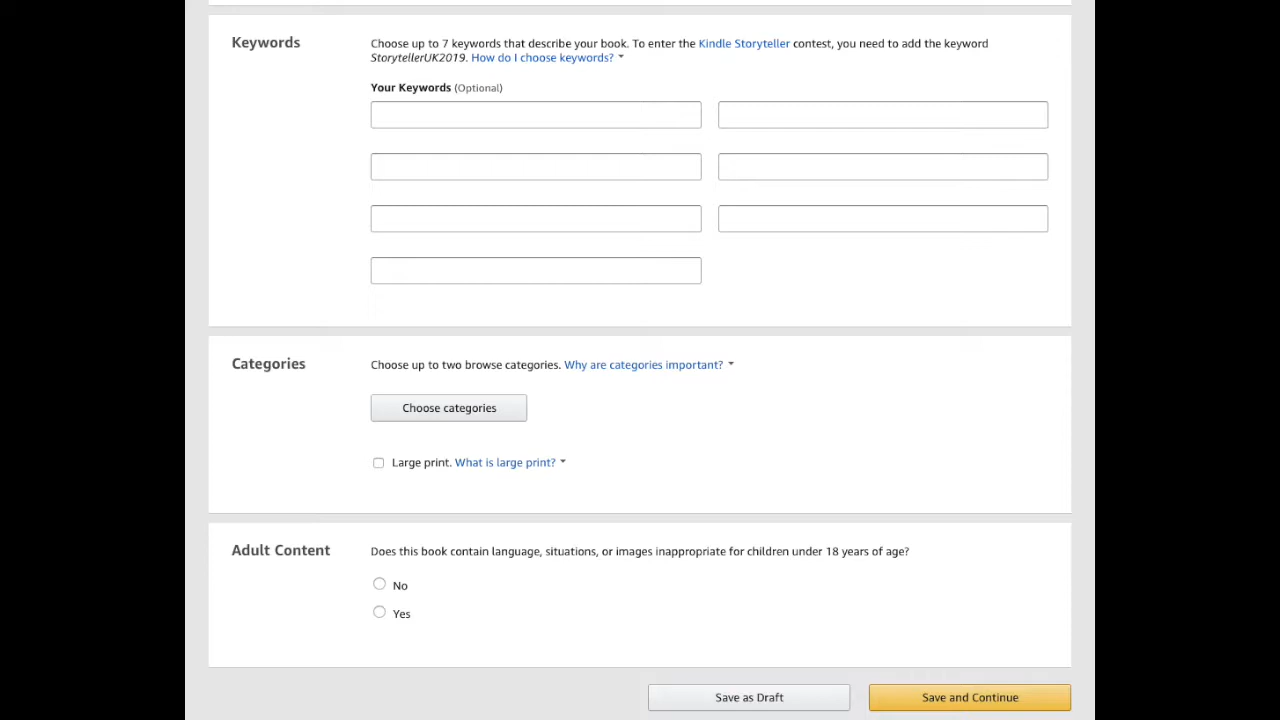 Keywords
Choose up to 7 keywords that describe your book. To enter the Kindle Storyteller contest, you need to add the keyword
StorytellerUK2019. How do I choose keywords?
Your Keywords (Optional)
Categories
Choose up to two browse categories. Why are categories important?
Choose categories
Large print. What is large print?
Adult Content
Does this book contain language, situations, or images inappropriate for children under 18 years of age?
No
Yes
Save as Draft
Save and Continue